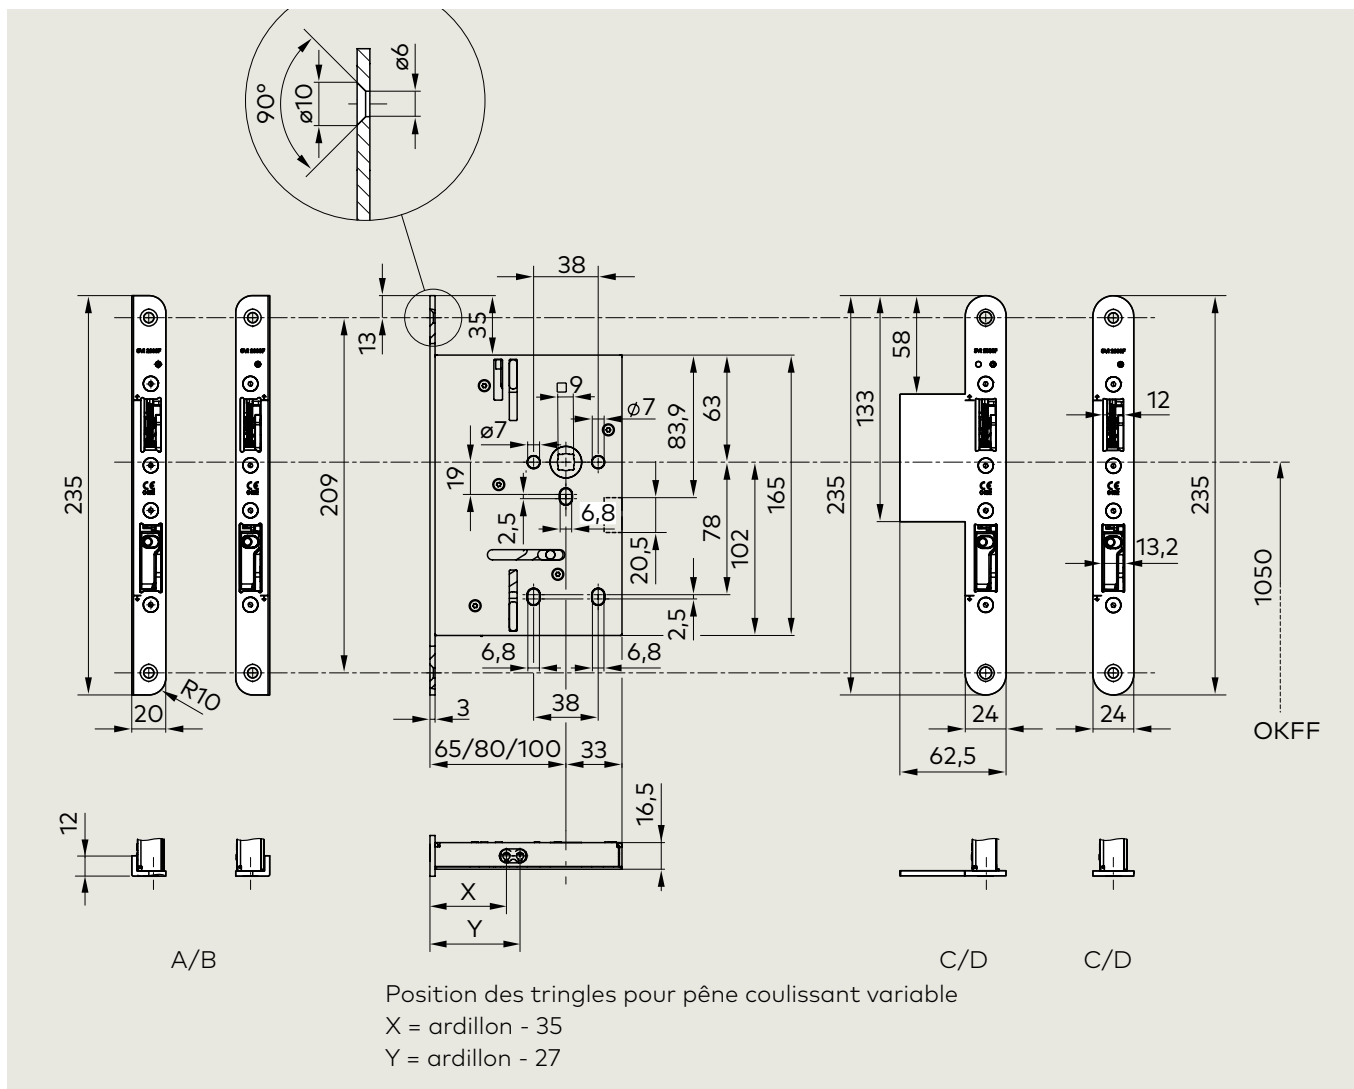 90°
ø10
ø6
38
35
13
235
209
□9
ø7
ø7
19
2,5
6,8
83,9
63
165
78
102
20,5
2,5
6,8
6,8
38
3
65/80/100
33
R10
20
58
133
235
12
13,2
235
1050
OKFF
24
24
62,5
12
16,5
X
Y
A/B
C/D
C/D
Position des tringles pour pêne coulissant variable
X = ardillon - 35
Y = ardillon - 27